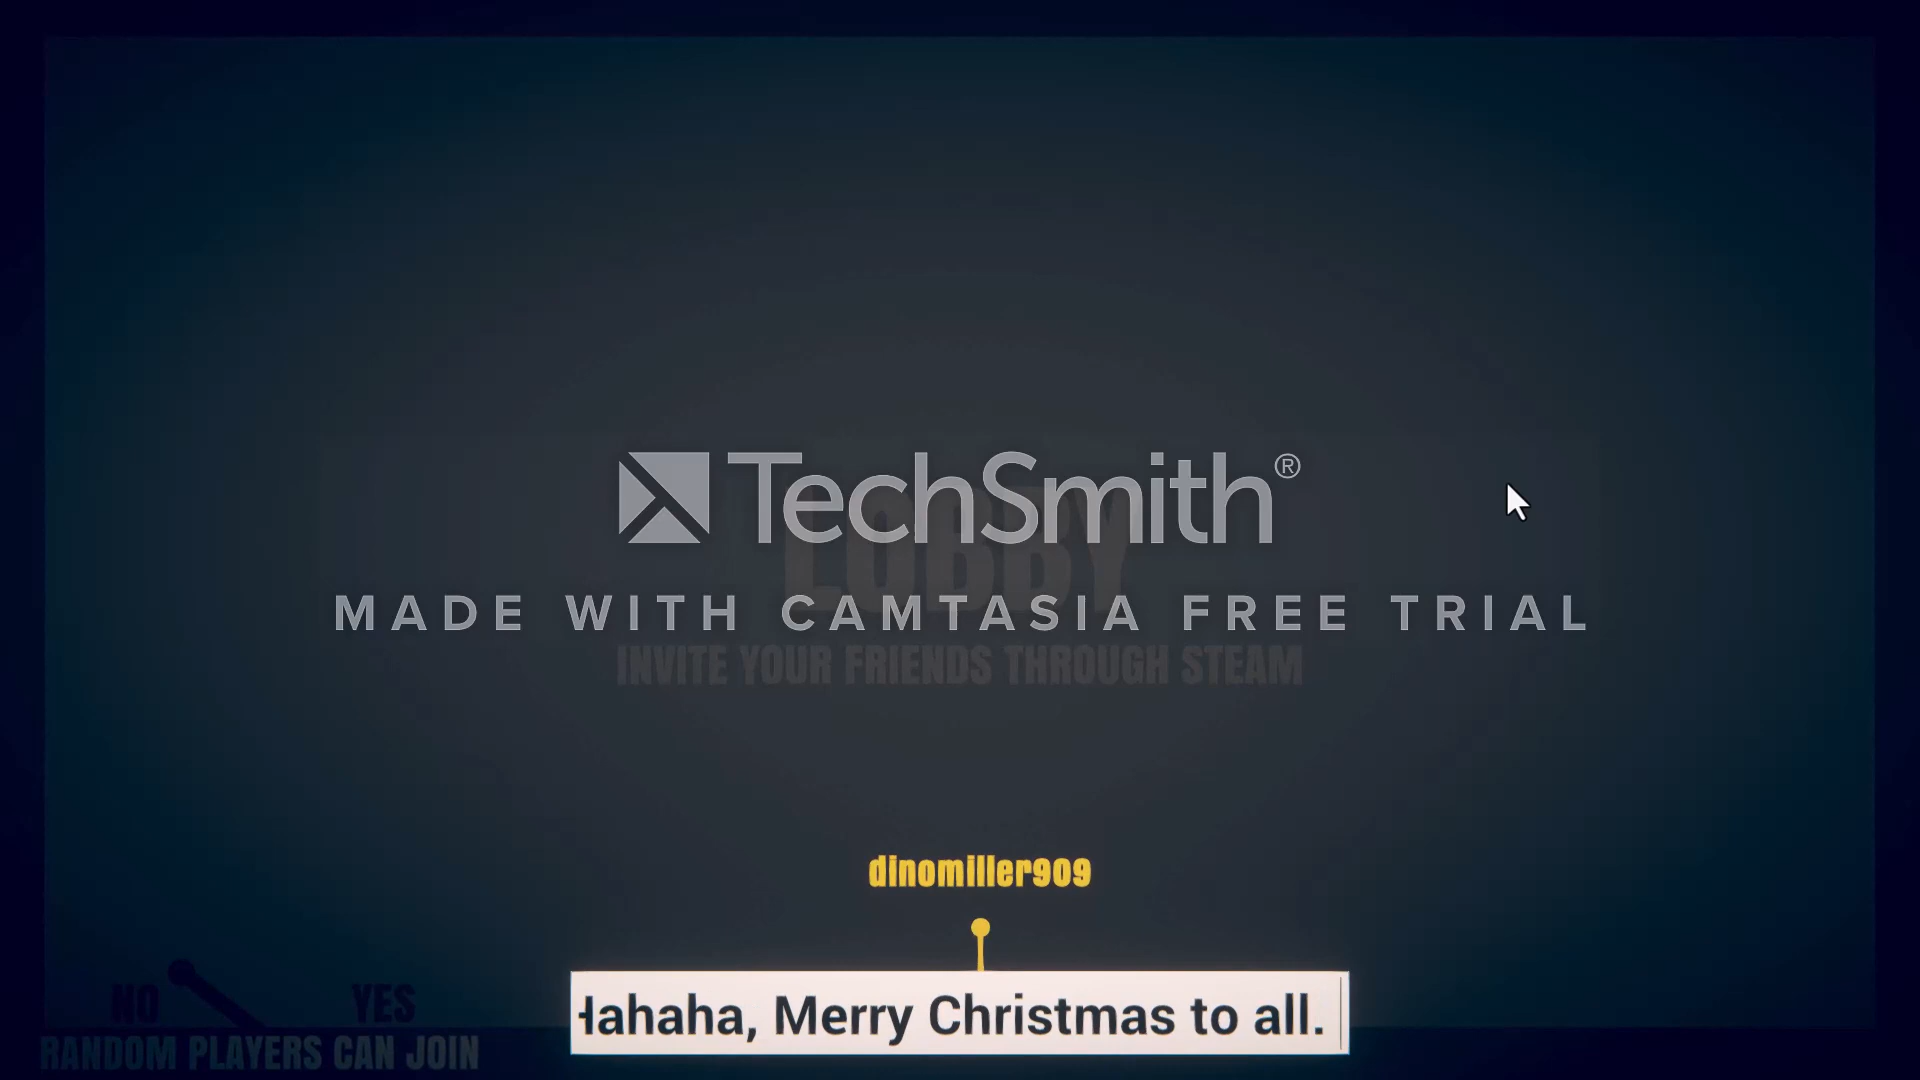 TechSmith®
LOBBY
MADE WITH CAMTASIA FREE TRIAL
INVITE YOUR FRIENDS THROUGH STEAM
dinomiller909
NO YES
RANDOM PLAYERS CAN JOIN
Hahaha, Merry Christmas to all.